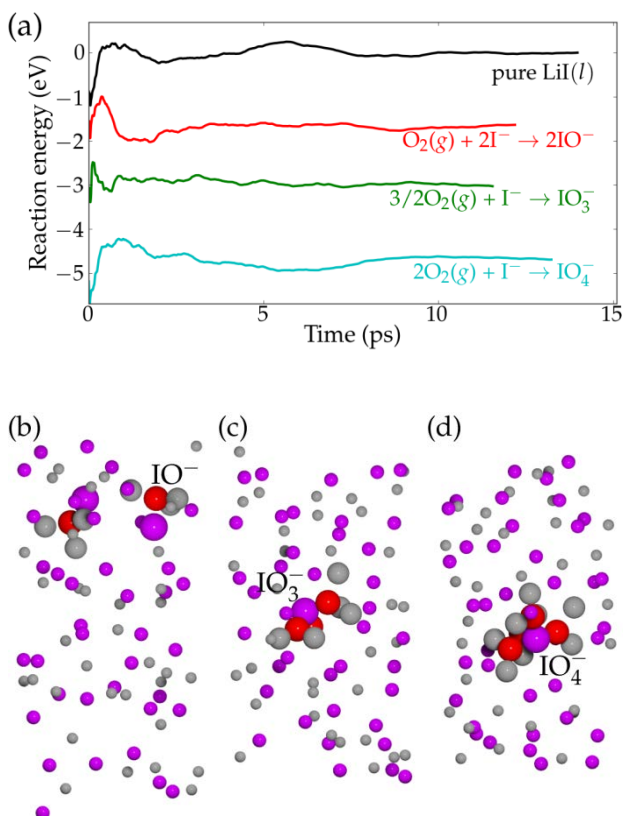 (a)
Reaction energy (eV)
0
−1
−2
−3
−4
−5
pure LiI(l)
O₂(g) + 2I⁻ → 2IO⁻
3/2O₂(g) + I⁻ → IO₃⁻
2O₂(g) + I⁻ → IO₄⁻
0 5 10 15
Time (ps)
(b) (c) (d)
IO⁻
IO₃⁻
IO₄⁻